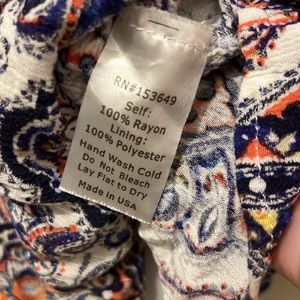 RN#153649
Self:
100% Rayon
Lining:
100% Polyester
Hand Wash Cold
Do Not Bleach
Lay Flat to Dry
Made in USA